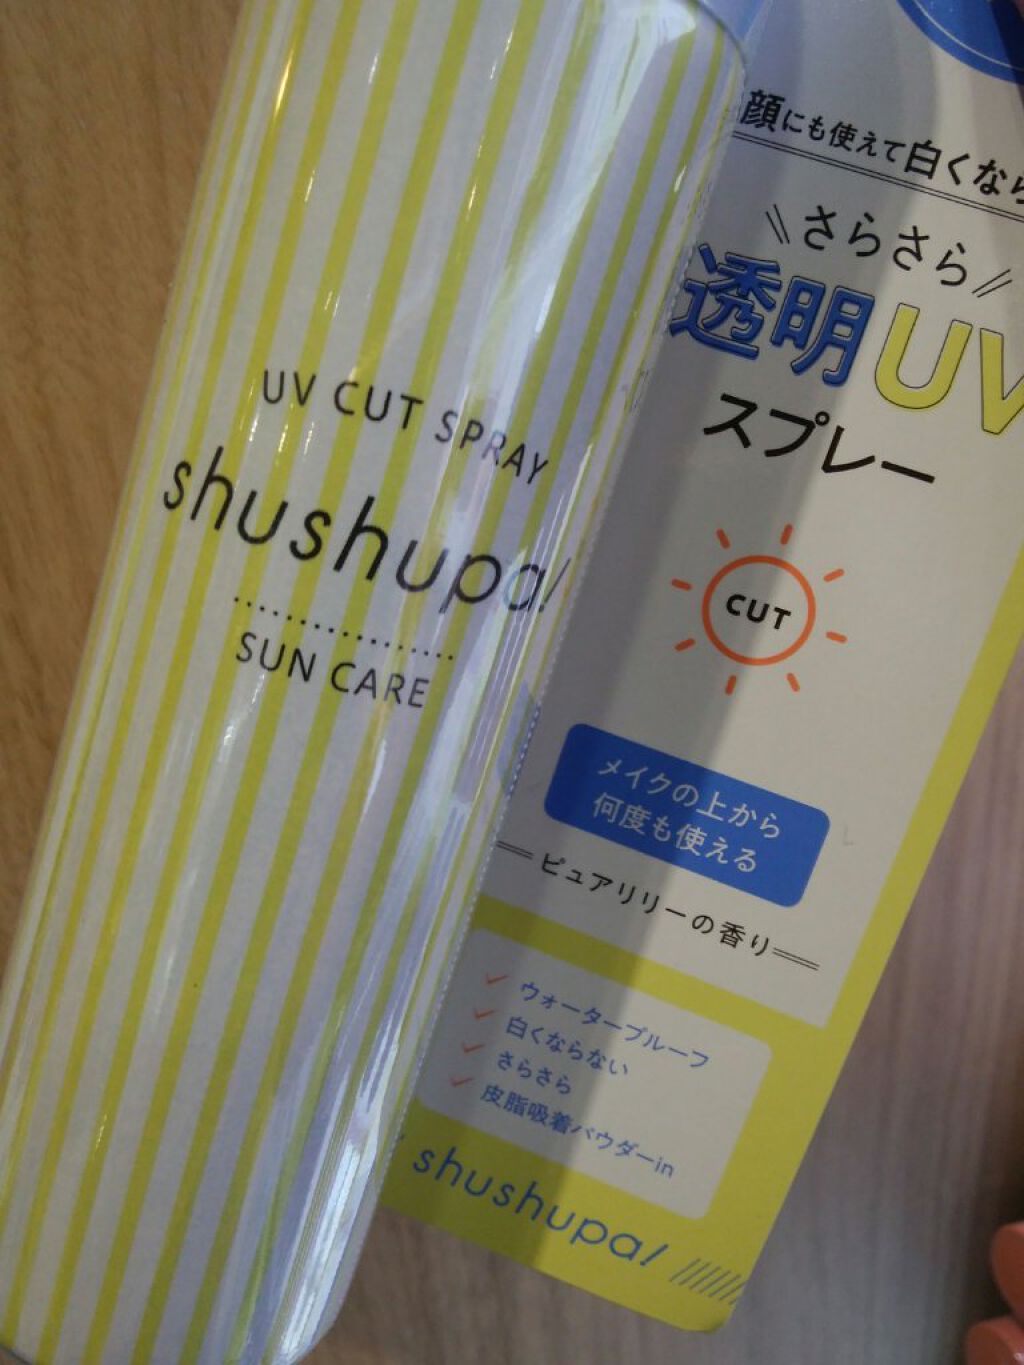 UV CUT SPRAY
shushupa!
SUN CARE
顔にも使えて白くなら
さらさら
透明UV
スプレー
CUT
メイクの上から
何度も使える
ピュアリリーの香り
ウォータープルーフ
白くならない
さらさら
皮脂吸着パウダーin
shushupa!